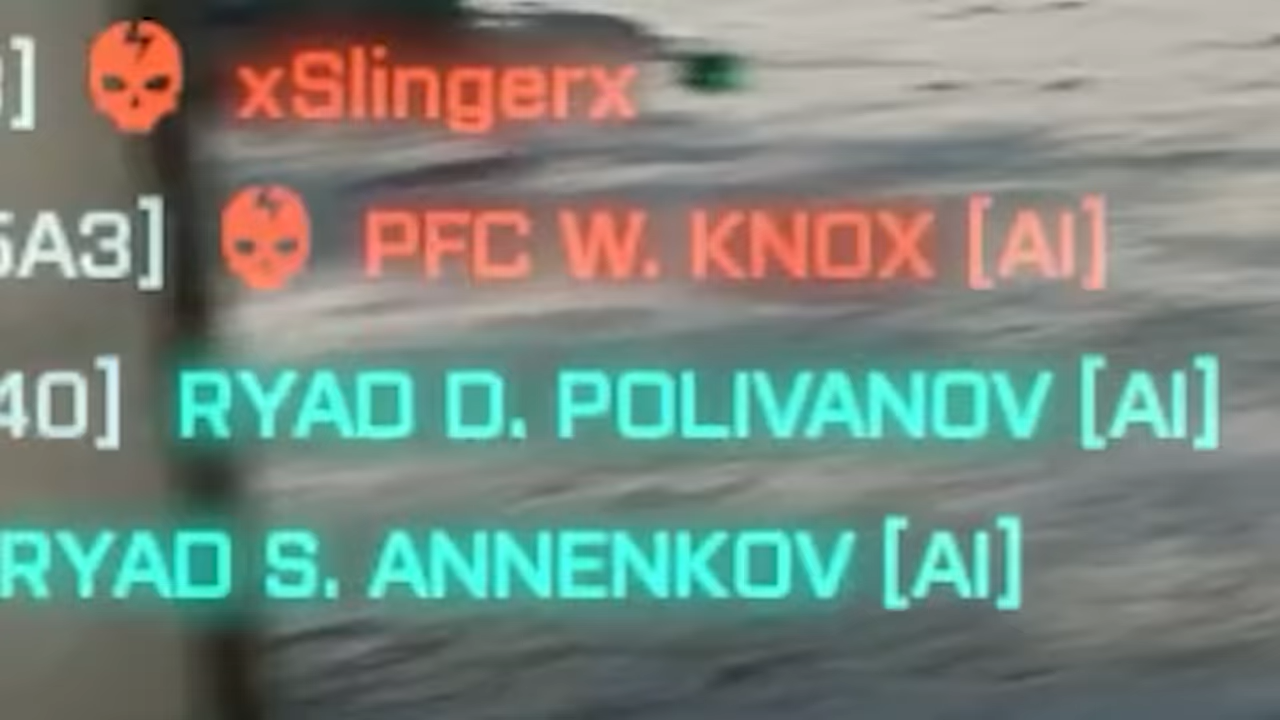 ] xSlingerx
5A3] PFC W. KNOX [AI]
40] RYAD D. POLIVANOV [AI]
RYAD S. ANNENKOV [AI]